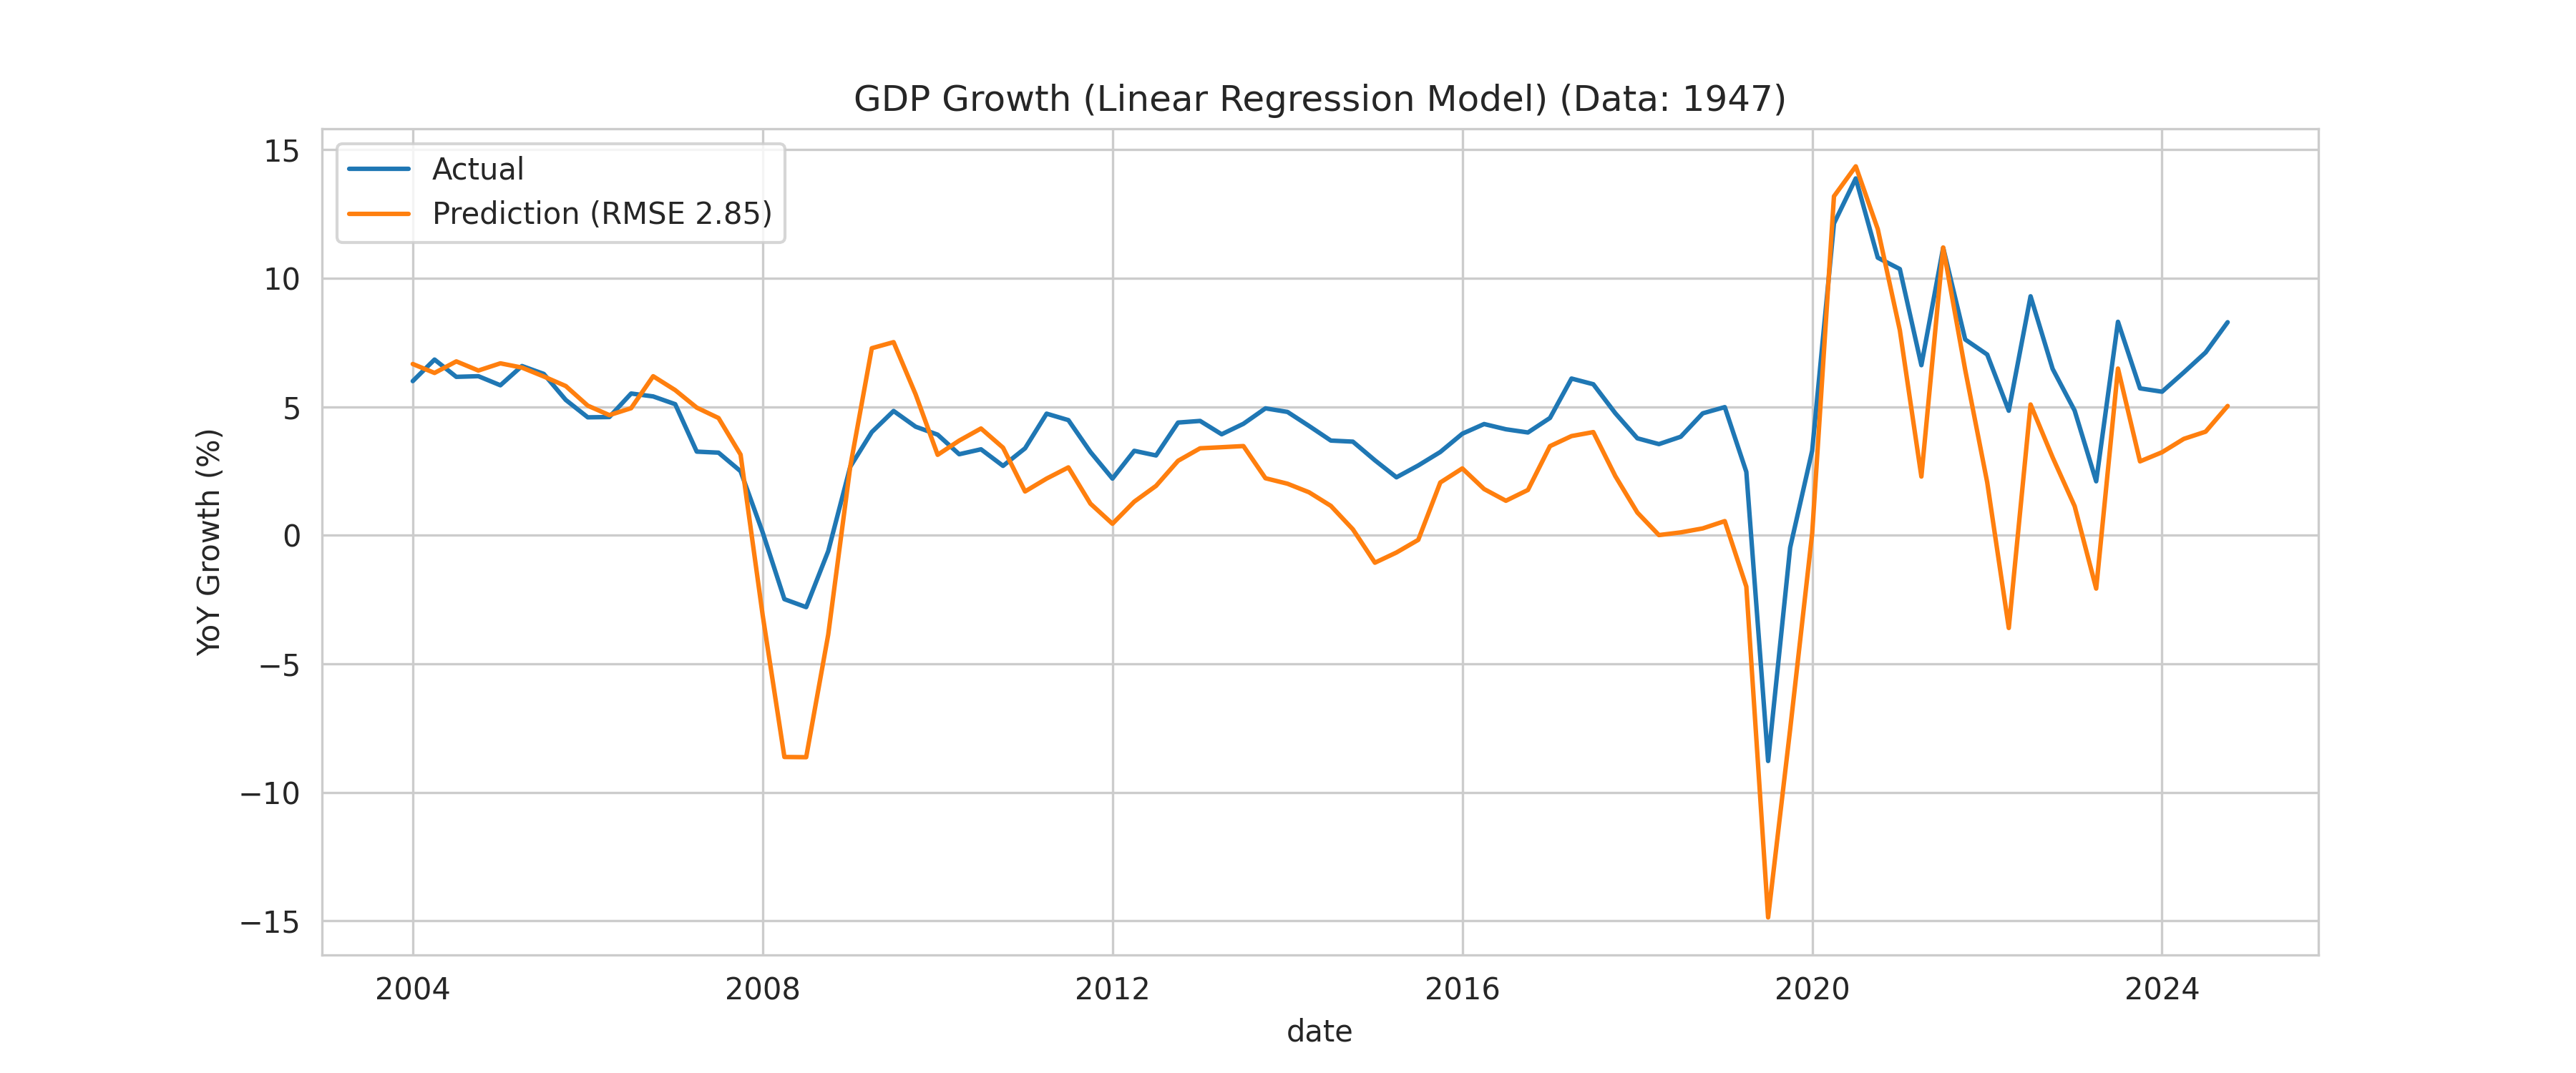 GDP Growth (Linear Regression Model) (Data: 1947)
Actual
Prediction (RMSE 2.85)
YoY Growth (%)
15
10
5
0
−5
−10
−15
2004 2008 2012 2016 2020 2024
date